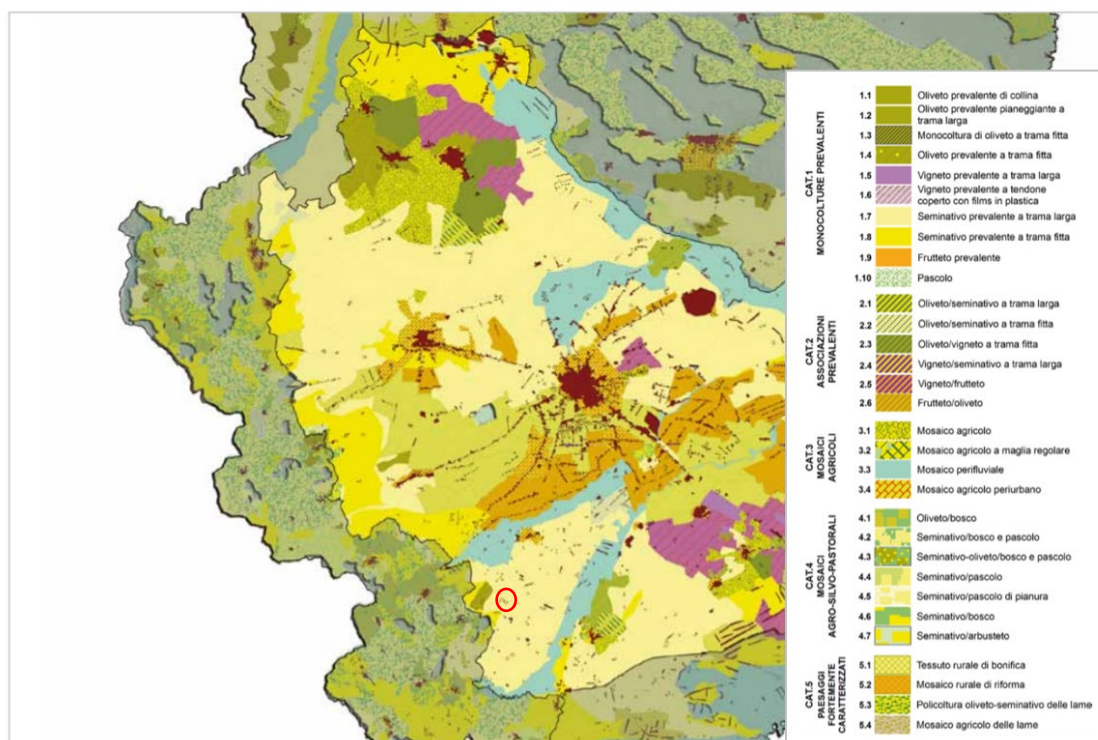 CAT.1
MONOCOLTURE PREVALENTI
1.1 Oliveto prevalente di collina
1.2 Oliveto prevalente pianeggiante a
trama larga
1.3 Monocoltura di oliveto a trama fitta
1.4 Oliveto prevalente a trama fitta
1.5 Vigneto prevalente a trama larga
1.6 Vigneto prevalente a tendone
coperto con films in plastica
1.7 Seminativo prevalente a trama larga
1.8 Seminativo prevalente a trama fitta
1.9 Frutteto prevalente
1.10 Pascolo
CAT.2
ASSOCIAZIONI
PREVALENTI
2.1 Oliveto/seminativo a trama larga
2.2 Oliveto/seminativo a trama fitta
2.3 Oliveto/vigneto a trama fitta
2.4 Vigneto/seminativo a trama larga
2.5 Vigneto/frutteto
2.6 Frutteto/oliveto
CAT.3
MOSAICI
AGRICOLI
3.1 Mosaico agricolo
3.2 Mosaico agricolo a maglia regolare
3.3 Mosaico perifluviale
3.4 Mosaico agricolo periurbano
CAT.4
MOSAICI
AGRO-SILVO-PASTORALI
4.1 Oliveto/bosco
4.2 Seminativo/bosco e pascolo
4.3 Seminativo-oliveto/bosco e pascolo
4.4 Seminativo/pascolo
4.5 Seminativo/pascolo di pianura
4.6 Seminativo/bosco
4.7 Seminativo/arbusteto
CAT.5
PAESAGGI
FORTEMENTE
CARATTERIZZATI
5.1 Tessuto rurale di bonifica
5.2 Mosaico rurale di riforma
5.3 Policoltura oliveto-seminativo delle lame
5.4 Mosaico agricolo delle lame